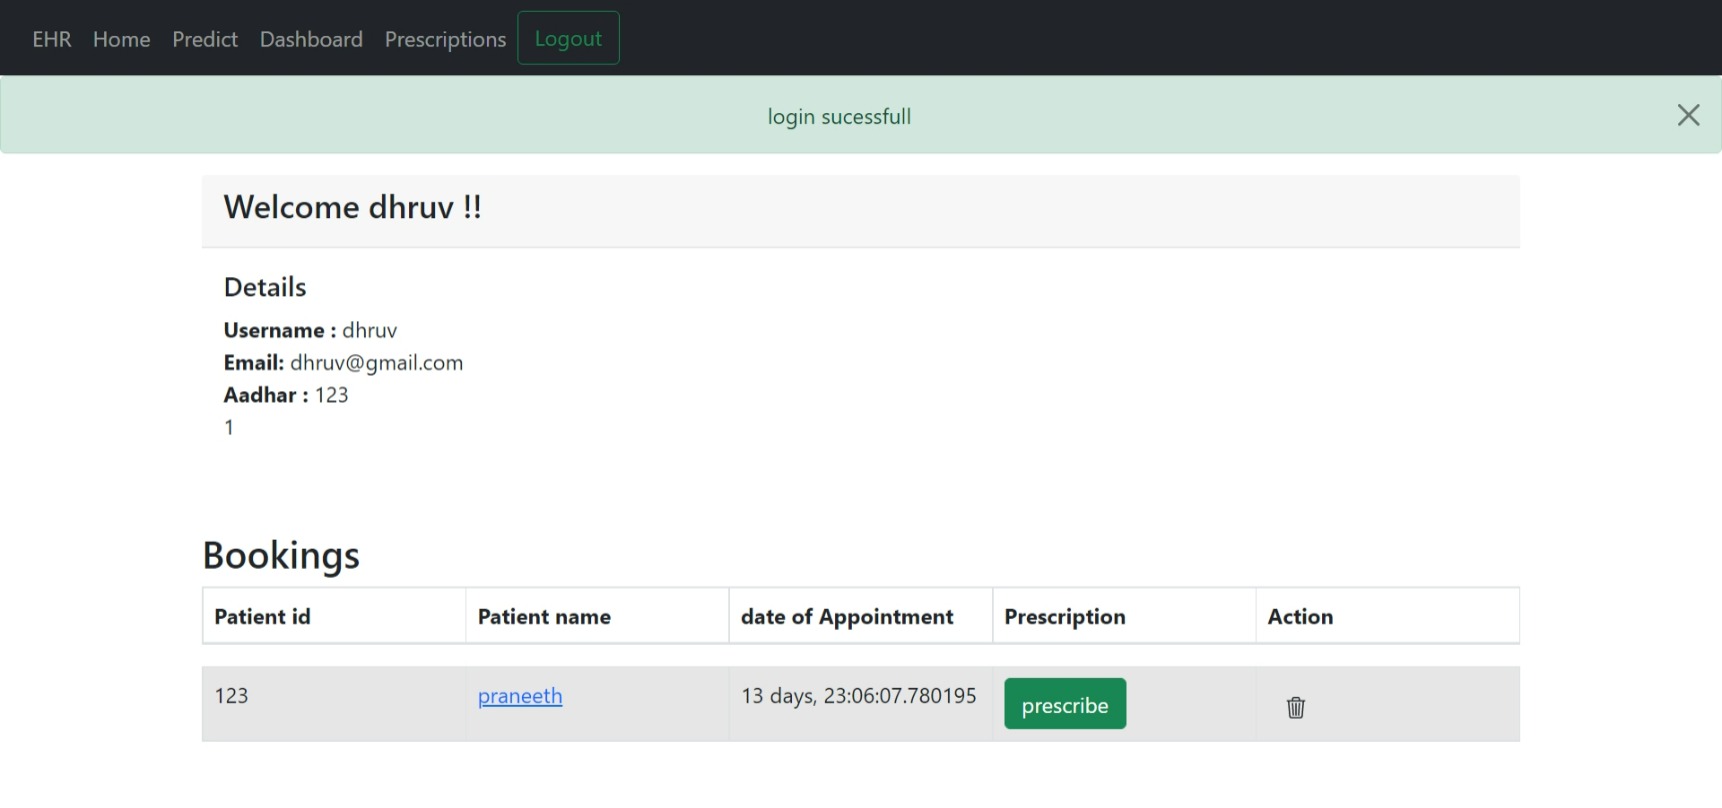 EHR Home Predict Dashboard Prescriptions Logout
login sucessfull
Welcome dhruv !!
Details
Username : dhruv
Email: dhruv@gmail.com
Aadhar : 123
1
Bookings
Patient id Patient name date of Appointment Prescription Action
123 praneeth 13 days, 23:06:07.780195 prescribe